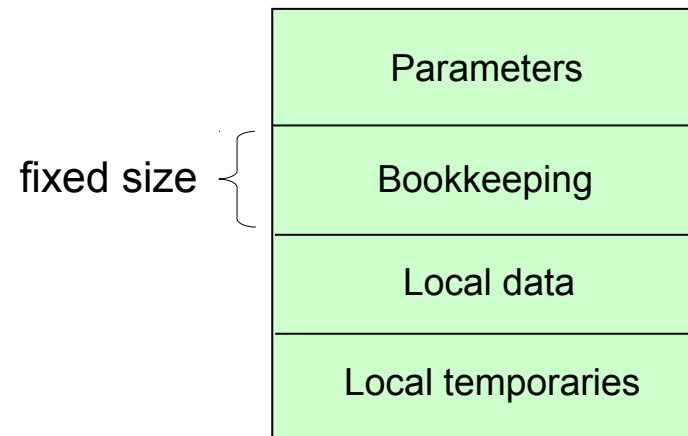 Parameters
fixed size
Bookkeeping
Local data
Local temporaries